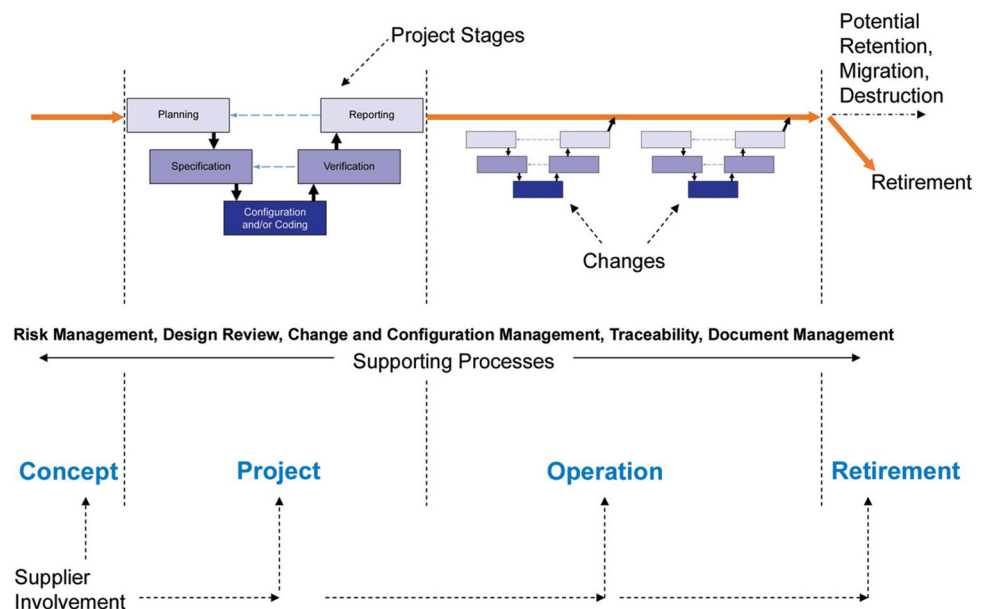 Project Stages
Potential
Retention,
Migration,
Destruction
Planning
Reporting
Specification
Verification
Configuration
and/or Coding
Retirement
Changes
Risk Management, Design Review, Change and Configuration Management, Traceability, Document Management
Supporting Processes
Concept
Project
Operation
Retirement
Supplier
Involvement